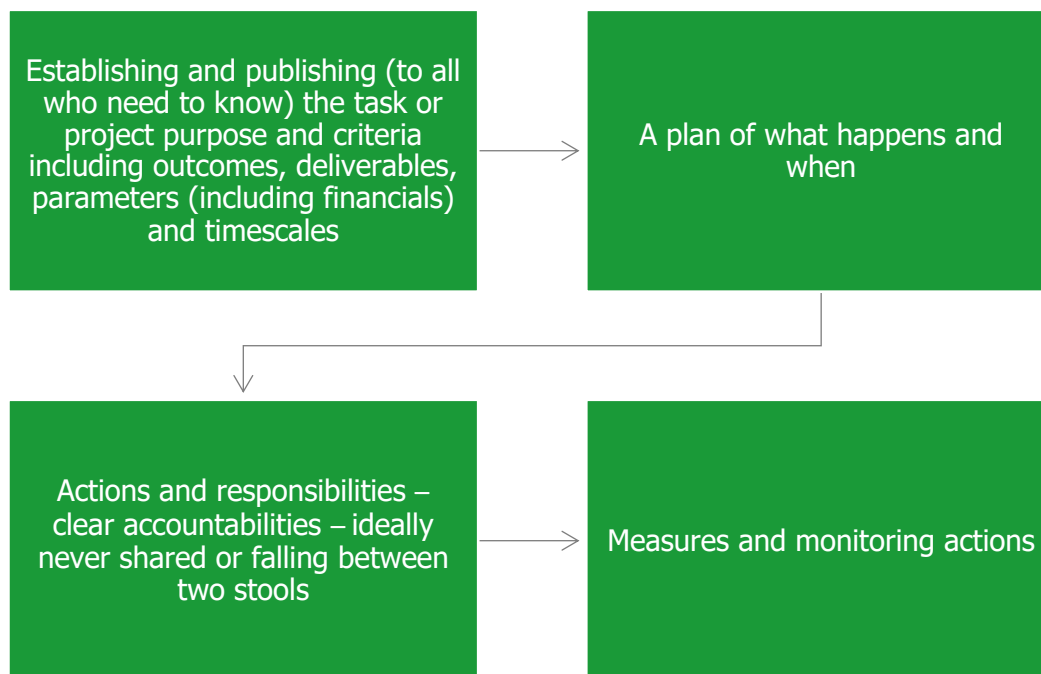 Establishing and publishing (to all
who need to know) the task or
project purpose and criteria
including outcomes, deliverables,
parameters (including financials)
and timescales
A plan of what happens and
when
Actions and responsibilities –
clear accountabilities – ideally
never shared or falling between
two stools
Measures and monitoring actions